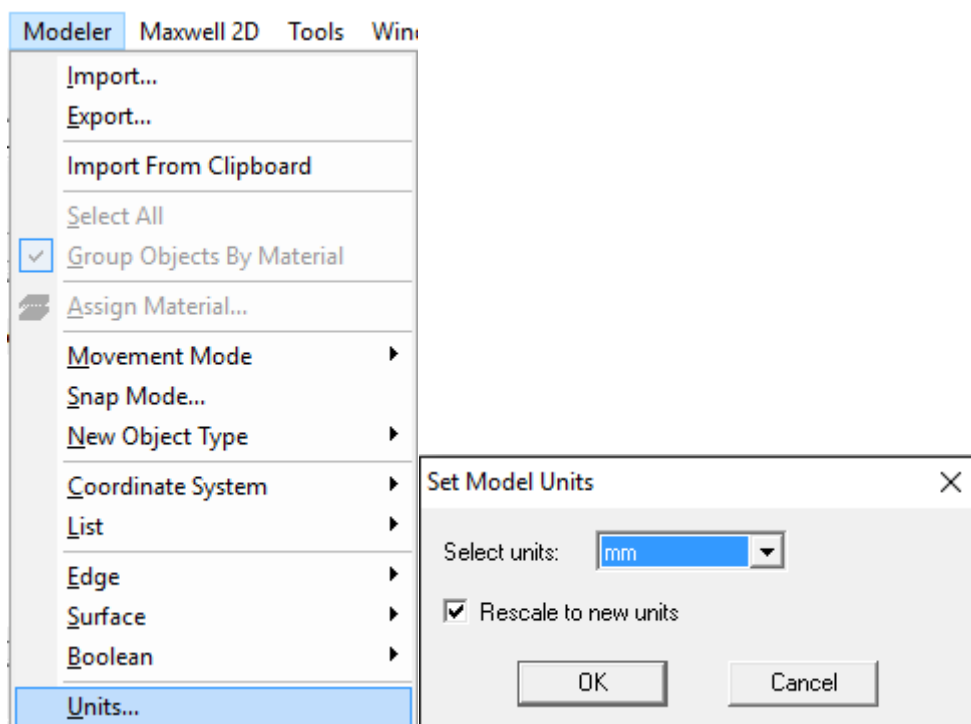 Modeler Maxwell 2D Tools
Import...
Export...
Import From Clipboard
Select All
Group Objects By Material
Assign Material...
Movement Mode
Snap Mode...
New Object Type
Coordinate System
List
Edge
Surface
Boolean
Units...
Set Model Units
Select units: mm
Rescale to new units
OK Cancel